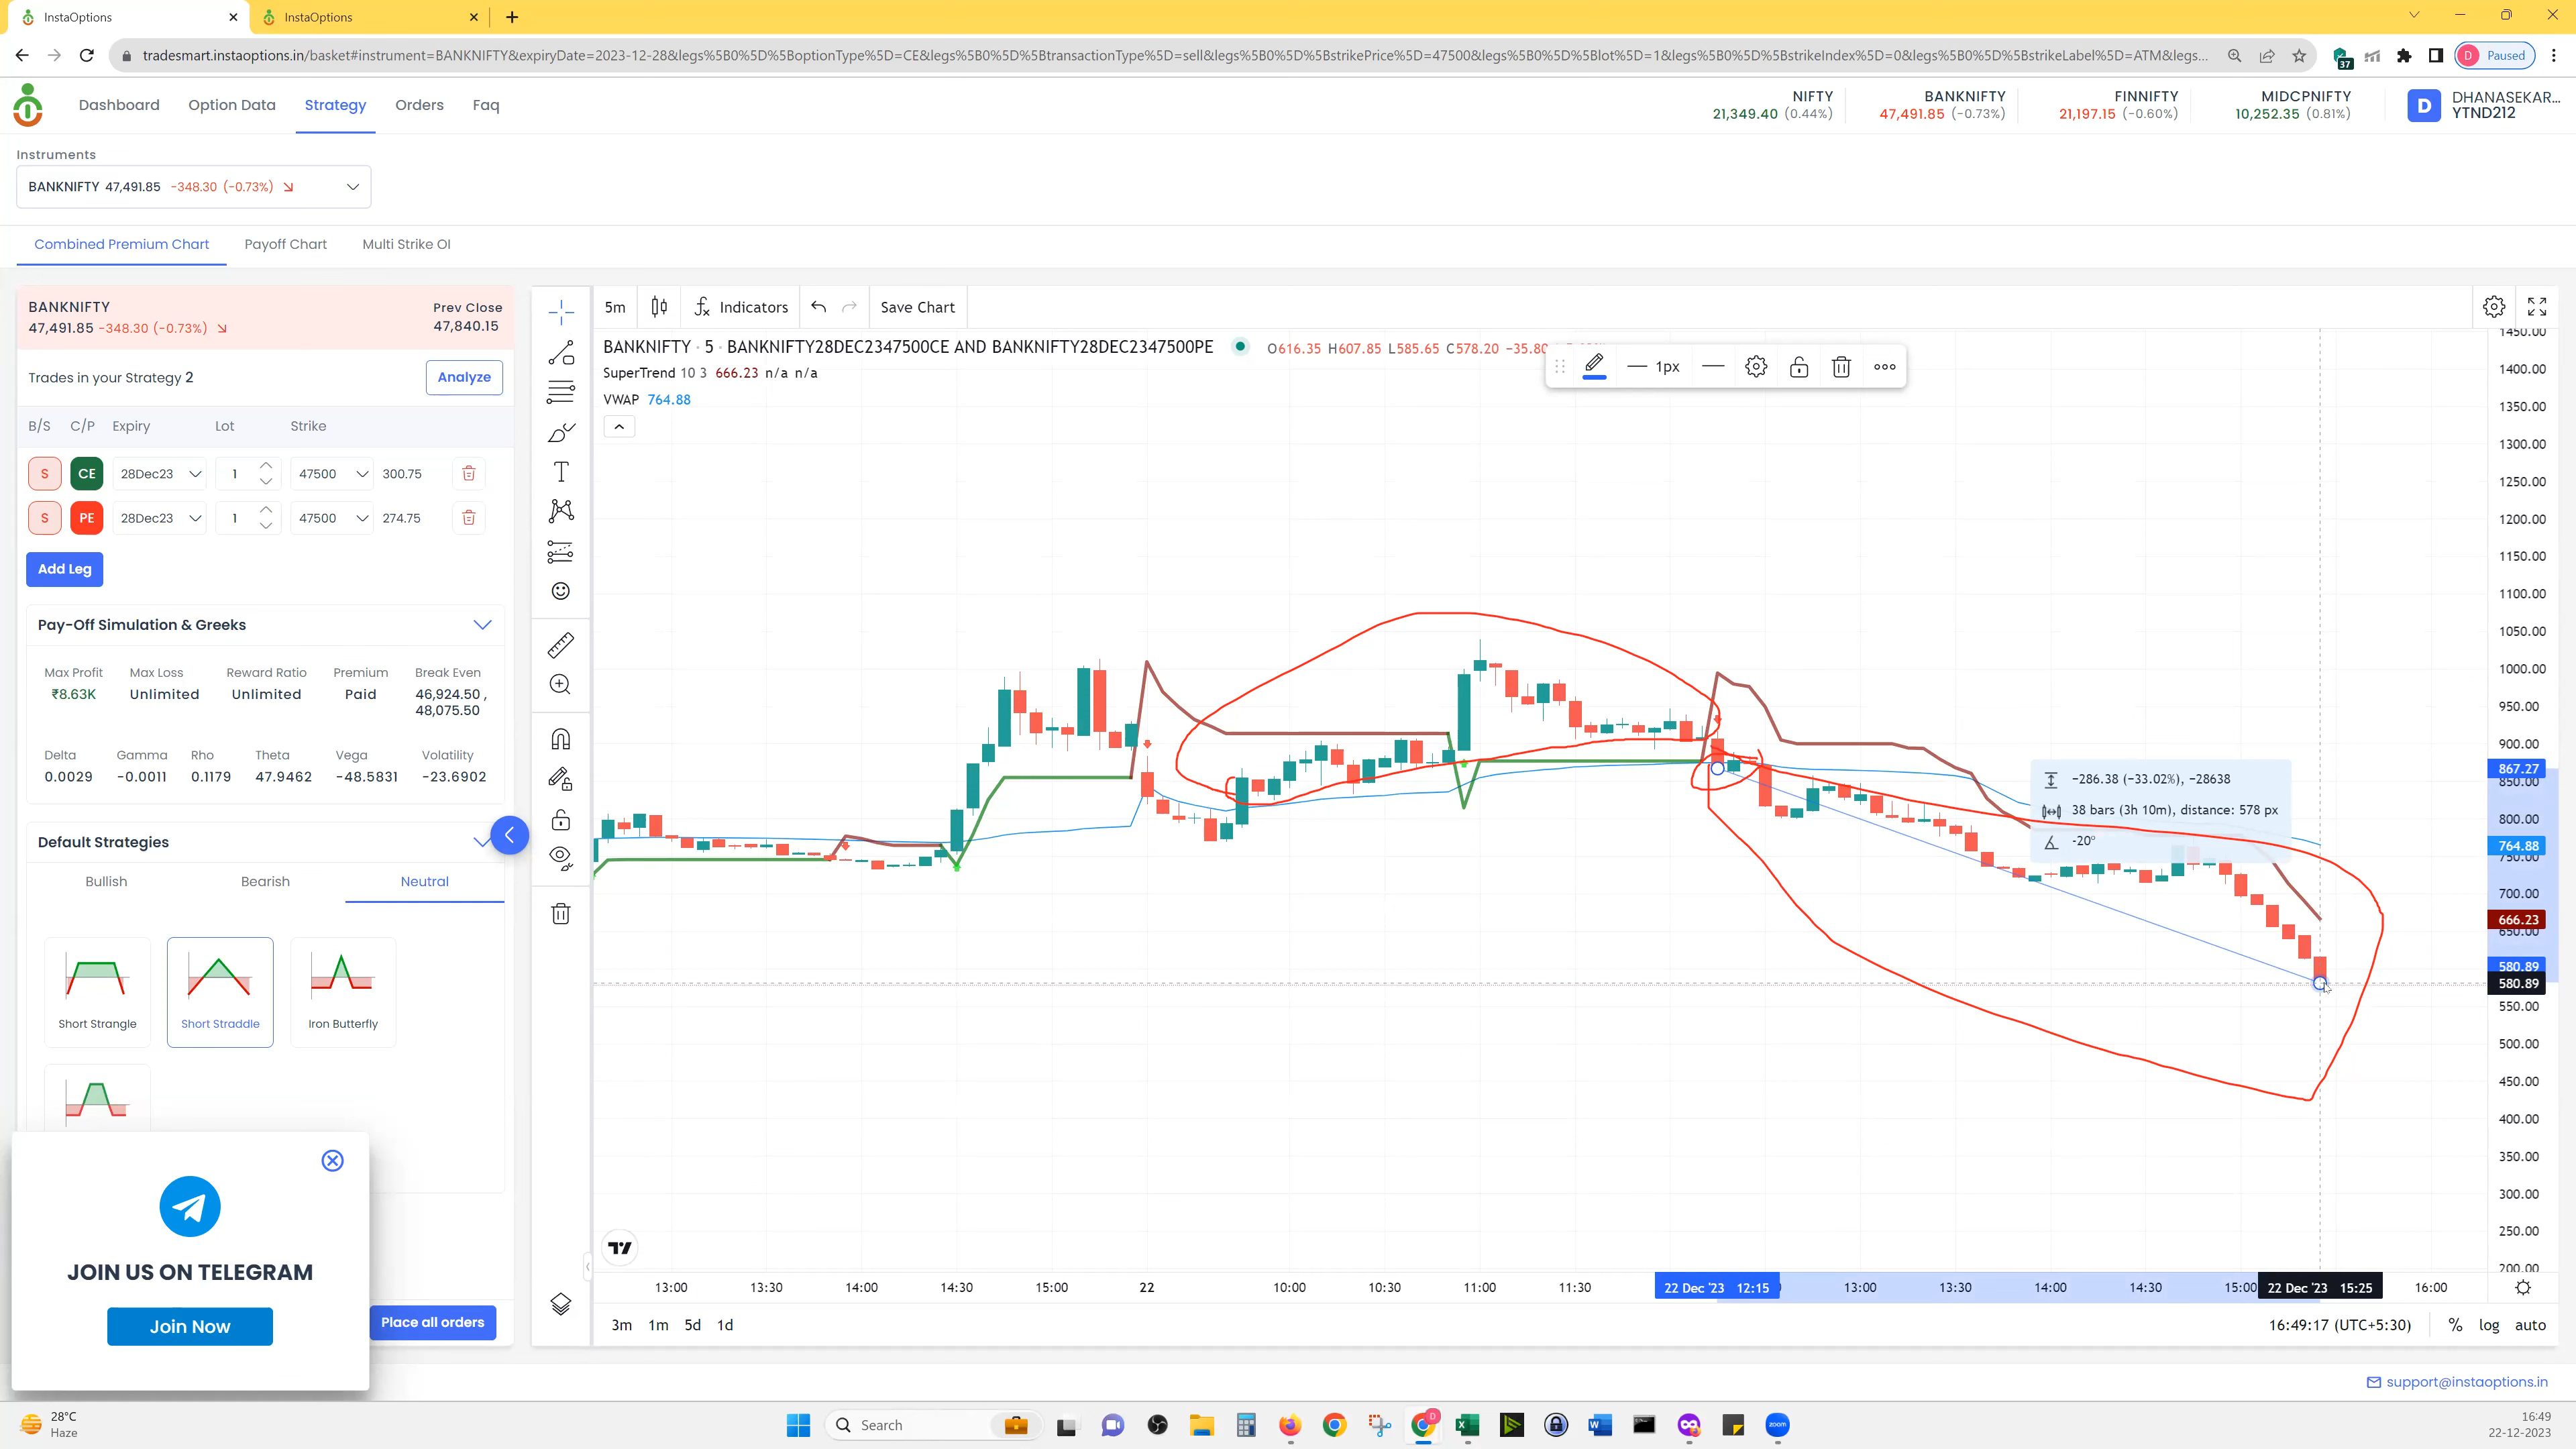 InstaOptions
InstaOptions
tradesmart.instaoptions.in/basket#instrument=BANKNIFTY&expiryDate=2023-12-28&legs%5B0%5D%5BoptionType%5D=CE&legs%5B0%5D%5BtransactionType%5D=sell&legs%5B0%5D%5BstrikePrice%5D=47500&legs%5B0%5D%5Blot%5D=1&legs%5B0%5D%5BstrikeIndex%5D=0&legs%5B0%5D%5BstrikeLabel%5D=ATM&legs...
37
D Paused
Dashboard Option Data Strategy Orders Faq
NIFTY
21,349.40 (0.44%)
BANKNIFTY
47,491.85 (-0.73%)
FINNIFTY
21,197.15 (-0.60%)
MIDCPNIFTY
10,252.35 (0.81%)
D
DHANASEKAR...
YTND212
Instruments
BANKNIFTY 47,491.85 -348.30 (-0.73%)
Combined Premium Chart Payoff Chart Multi Strike OI
BANKNIFTY Prev Close
47,491.85 -348.30 (-0.73%) 47,840.15
Trades in your Strategy 2 Analyze
B/S C/P Expiry Lot Strike
S CE 28Dec23 1 47500 300.75
S PE 28Dec23 1 47500 274.75
Add Leg
Pay-Off Simulation & Greeks
Max Profit Max Loss Reward Ratio Premium Break Even
₹8.63K Unlimited Unlimited Paid 46,924.50 ,
48,075.50
Delta Gamma Rho Theta Vega Volatility
0.0029 -0.0011 0.1179 47.9462 -48.5831 -23.6902
Default Strategies
Bullish Bearish Neutral
Short Strangle Short Straddle Iron Butterfly
JOIN US ON TELEGRAM
Join Now
Place all orders
5m Indicators Save Chart
BANKNIFTY · 5 · BANKNIFTY28DEC2347500CE AND BANKNIFTY28DEC2347500PE O616.35 H607.85 L585.65 C578.20 -35.80
SuperTrend 10 3 666.23 n/a n/a
VWAP 764.88
1px
-286.38 (-33.02%), -28638
38 bars (3h 10m), distance: 578 px
-20°
1450.00
1400.00
1350.00
1300.00
1250.00
1200.00
1150.00
1100.00
1050.00
1000.00
950.00
900.00
867.27
850.00
800.00
764.88
750.00
700.00
666.23
650.00
580.89
580.89
550.00
500.00
450.00
400.00
350.00
300.00
250.00
200.00
13:00 13:30 14:00 14:30 15:00 22 10:00 10:30 11:00 11:30 22 Dec '23 12:15 13:00 13:30 14:00 14:30 15:00 22 Dec '23 15:25 16:00
3m 1m 5d 1d
16:49:17 (UTC+5:30) % log auto
support@instaoptions.in
28°C
Haze
Search
D
zoom
16:49
22-12-2023